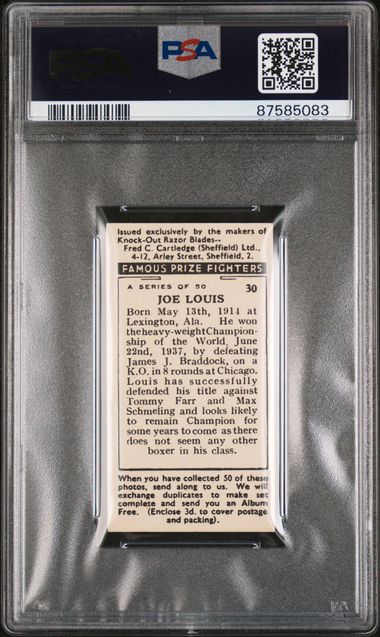 PSA
PSA
87585083
Issued exclusively by the makers of
Knock-Out Razor Blades--
Fred C. Cartledge (Sheffield) Ltd.,
4-12, Arley Street, Sheffield, 2.
FAMOUS PRIZE FIGHTERS
A SERIES OF 50 30
JOE LOUIS
Born May 13th, 1914 at
Lexington, Ala. He won
the heavy-weight Champion-
ship of the World, June
22nd, 1937, by defeating
James J. Braddock, on a
K.O. in 8 rounds at Chicago.
Louis has successfully
defended his title against
Tommy Farr and Max
Schmeling and looks likely
to remain Champion for
some years to come as there
does not seem any other
boxer in his class.
When you have collected 50 of these
photos, send along to us. We will
exchange duplicates to make set
complete and send you an Album
Free. (Enclose 3d. to cover postage
and packing).